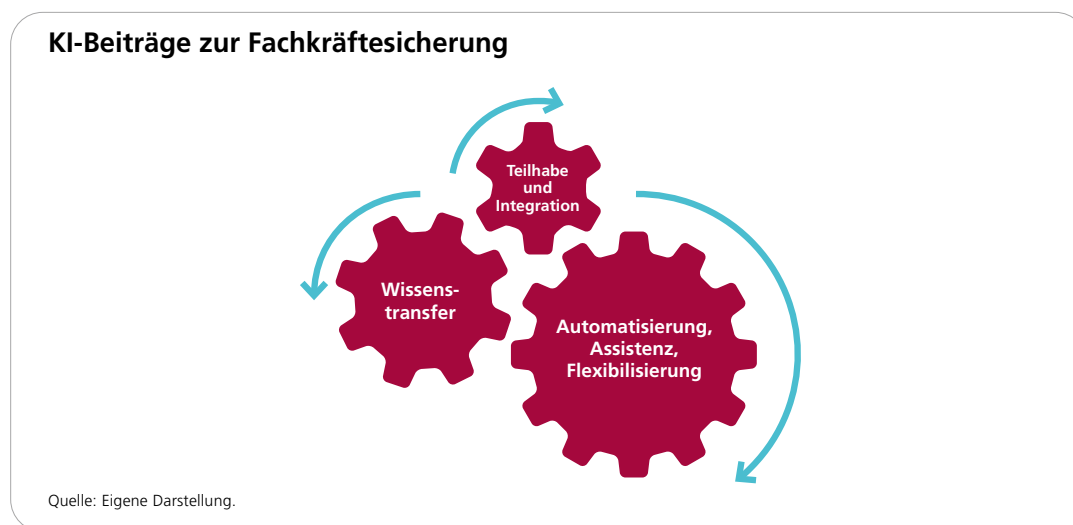 KI-Beiträge zur Fachkräftesicherung
Teilhabe
und
Integration
Wissens-
transfer
Automatisierung,
Assistenz,
Flexibilisierung
Quelle: Eigene Darstellung.